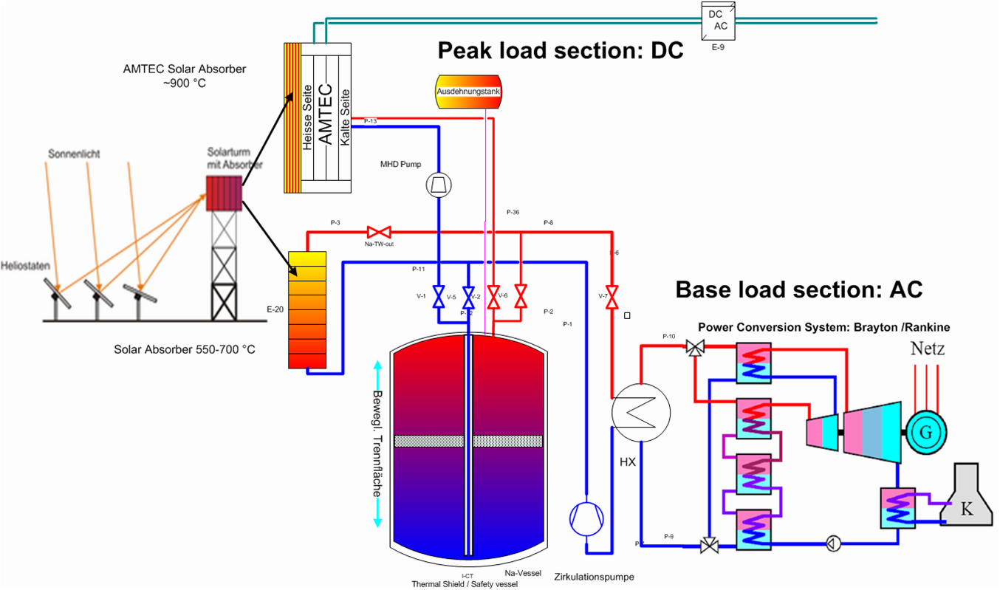 DC
AC
E-9
Peak load section: DC
AMTEC Solar Absorber
~900 °C
Ausdehnungstank
Heisse Seite
AMTEC
Kalte Seite
P-13
Sonnenlicht
Solarturm
mit Absorber
MHD Pump
P-36
P-3
P-8
Na-TW-out
Heliostaten
P-11
E-20
V-1
V-5
V-2
V-6
V-7
P-2
P-1
Base load section: AC
Power Conversion System: Brayton /Rankine
Netz
P-10
Solar Absorber 550-700 °C
Bewegl. Trennfläche
G
HX
K
P-9
I-CT
Na-Vessel
Zirkulationspumpe
Thermal Shield / Safety vessel